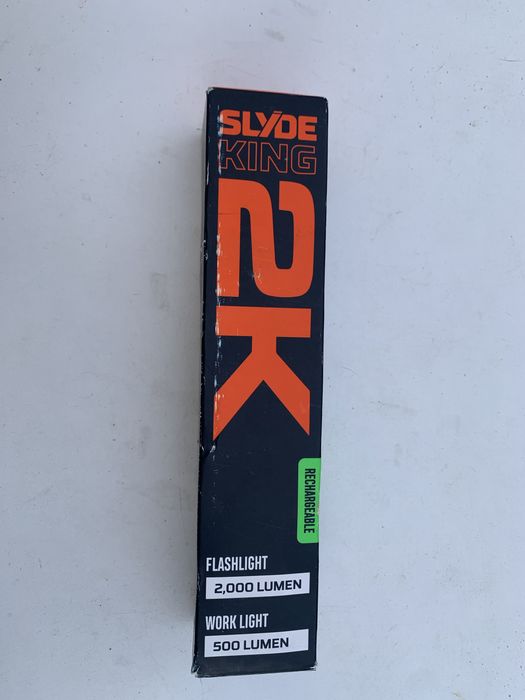 SLYDE
KING
2K
RECHARGEABLE
FLASHLIGHT
2,000 LUMEN
WORK LIGHT
500 LUMEN